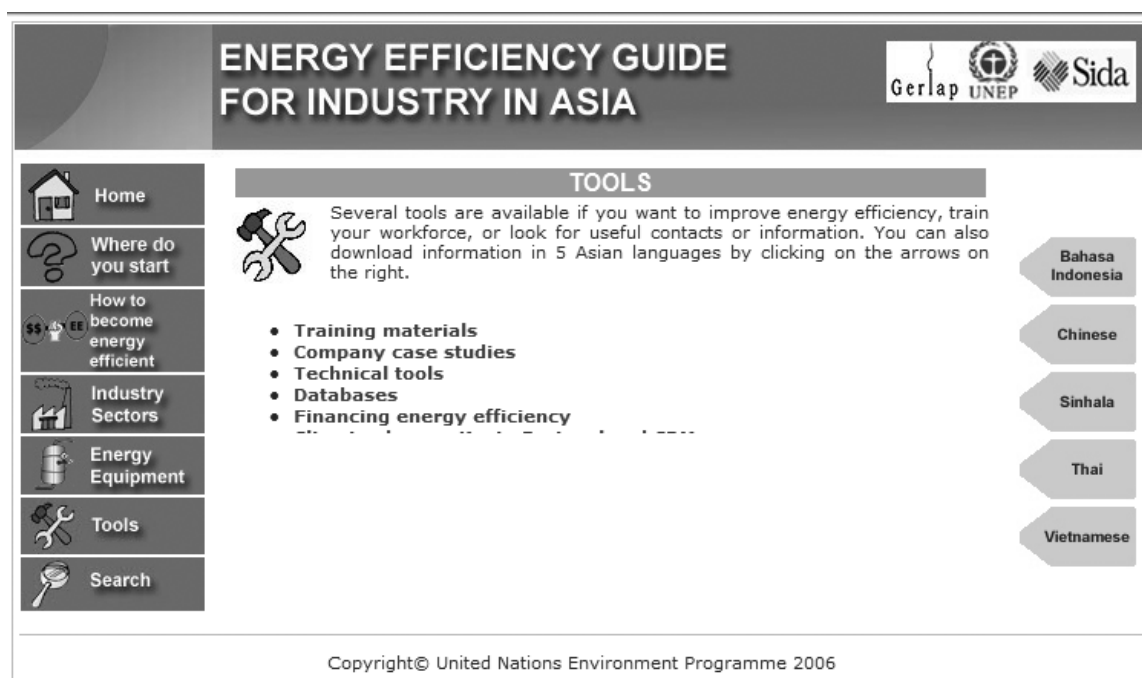 ENERGY EFFICIENCY GUIDE
FOR INDUSTRY IN ASIA
Gerlap
UNEP
Sida
Home
Where do
you start
$$
EE
How to
become
energy
efficient
Industry
Sectors
Energy
Equipment
Tools
Search
TOOLS
Several tools are available if you want to improve energy efficiency, train
your workforce, or look for useful contacts or information. You can also
download information in 5 Asian languages by clicking on the arrows on
the right.
• Training materials
• Company case studies
• Technical tools
• Databases
• Financing energy efficiency
Bahasa
Indonesia
Chinese
Sinhala
Thai
Vietnamese
Copyright© United Nations Environment Programme 2006